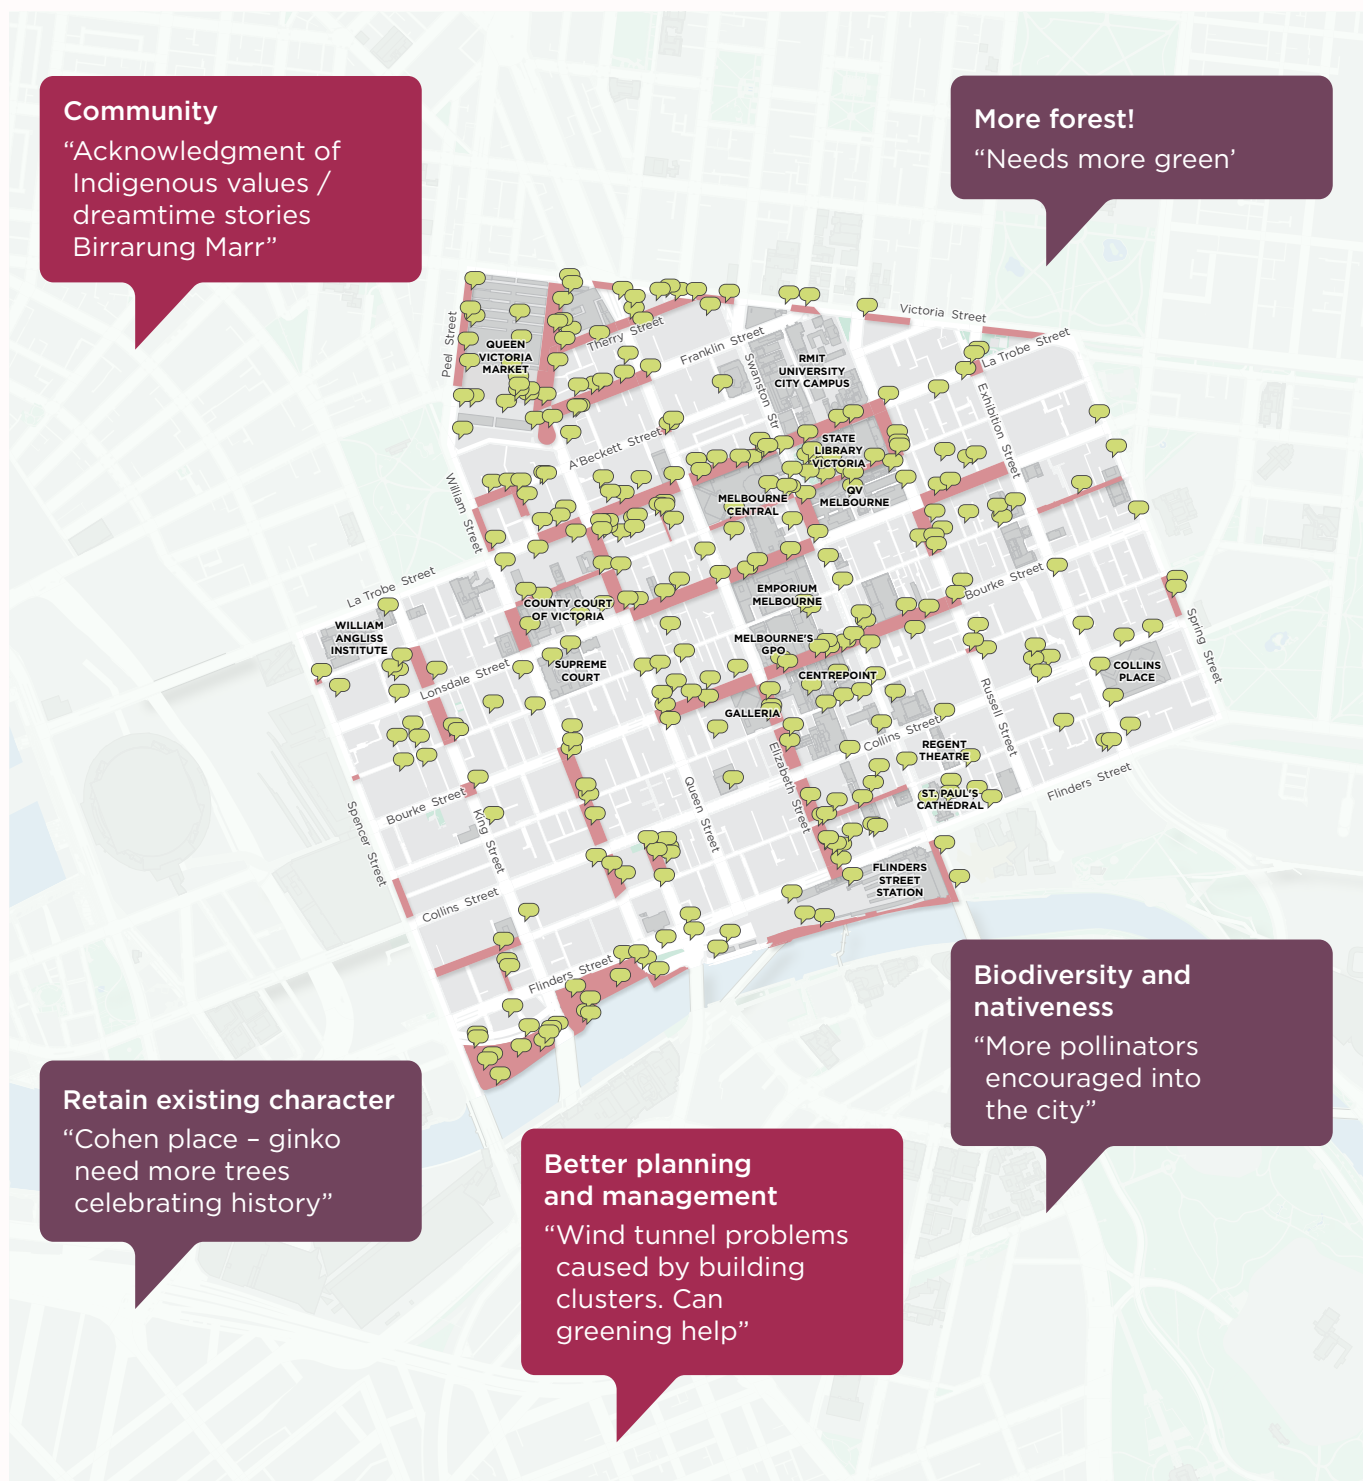 Community
“Acknowledgment of
Indigenous values /
dreamtime stories
Birrarung Marr”
More forest!
“Needs more green’
Victoria Street
La Trobe Street
Therry Street
Franklin Street
Peel Street
QUEEN
VICTORIA
MARKET
RMIT
UNIVERSITY
CITY CAMPUS
Swanston Str
Exhibition Street
A'Beckett Street
STATE
LIBRARY
VICTORIA
William Street
MELBOURNE
CENTRAL
QV
MELBOURNE
La Trobe Street
Bourke Street
EMPORIUM
MELBOURNE
COUNTY COURT
OF VICTORIA
WILLIAM
ANGLISS
INSTITUTE
MELBOURNE'S
GPO
Spring Street
Lonsdale Street
SUPREME
COURT
CENTREPOINT
COLLINS
PLACE
Russell Street
GALLERIA
Collins Street
REGENT
THEATRE
Elizabeth Street
Queen Street
Flinders Street
ST. PAUL'S
CATHEDRAL
Bourke Street
King Street
Spencer Street
FLINDERS
STREET
STATION
Collins Street
Flinders Street
Biodiversity and
nativeness
“More pollinators
encouraged into
the city”
Retain existing character
“Cohen place – ginko
need more trees
celebrating history”
Better planning
and management
“Wind tunnel problems
caused by building
clusters. Can
greening help”